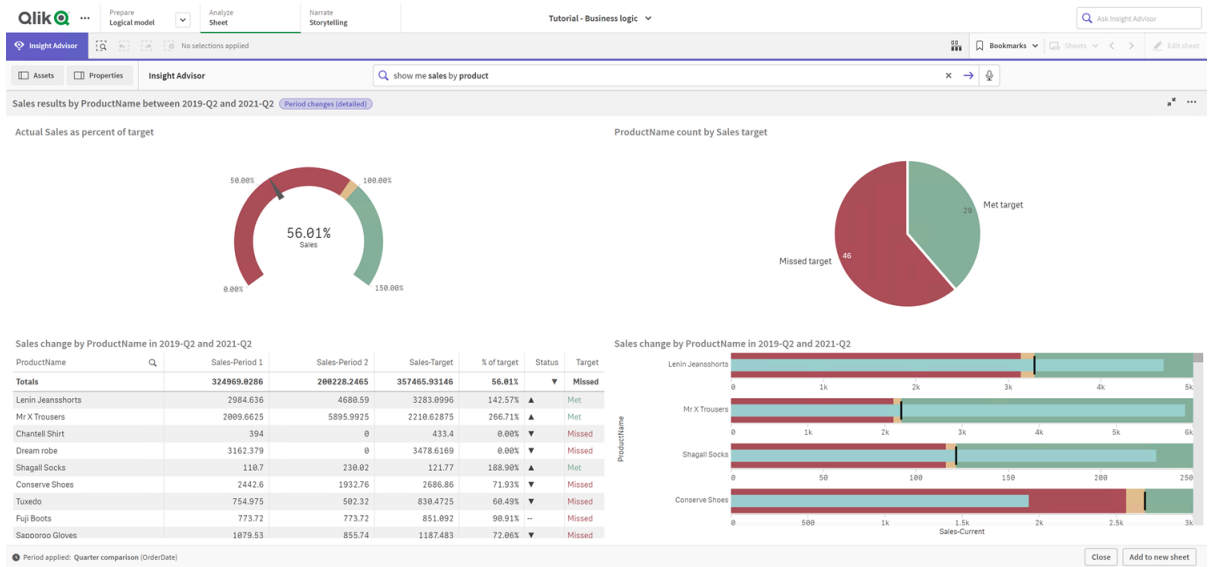 Qlik
Prepare
Logical model
Analyze
Sheet
Narrate
Storytelling
Tutorial - Business logic
Ask Insight Advisor
Insight Advisor
No selections applied
Bookmarks
Sheets
Edit sheet
Assets
Properties
Insight Advisor
show me sales by product
Sales results by ProductName between 2019-Q2 and 2021-Q2 Period changes (detailed)
Actual Sales as percent of target
50.00%
100.00%
56.01%
Sales
0.00%
150.00%
ProductName count by Sales target
29
Met target
Missed target
46
Sales change by ProductName in 2019-Q2 and 2021-Q2
ProductName Sales-Period 1 Sales-Period 2 Sales-Target % of target Status Target
Totals 324969.0286 200228.2465 357465.93146 56.01% ▼ Missed
Lenin Jeansshorts 2984.636 4680.59 3283.0996 142.57% ▲ Met
Mr X Trousers 2009.6625 5895.9925 2210.62875 266.71% ▲ Met
Chantell Shirt 394 0 433.4 0.00% ▼ Missed
Dream robe 3162.379 0 3478.6169 0.00% ▼ Missed
Shagall Socks 110.7 230.02 121.77 188.90% ▲ Met
Conserve Shoes 2442.6 1932.76 2686.86 71.93% ▼ Missed
Tuxedo 754.975 502.32 830.4725 60.49% ▼ Missed
Fuji Boots 773.72 773.72 851.092 90.91% -- Missed
Sapporoo Gloves 1079.53 855.74 1187.483 72.06% ▼ Missed
Sales change by ProductName in 2019-Q2 and 2021-Q2
ProductName
Lenin Jeansshorts
0 1k 2k 3k 4k 5k
Mr X Trousers
0 1k 2k 3k 4k 5k 6k
Shagall Socks
0 50 100 150 200 250
Conserve Shoes
0 500 1k 1.5k 2k 2.5k 3k
Sales-Current
Period applied: Quarter comparison (OrderDate)
Close
Add to new sheet